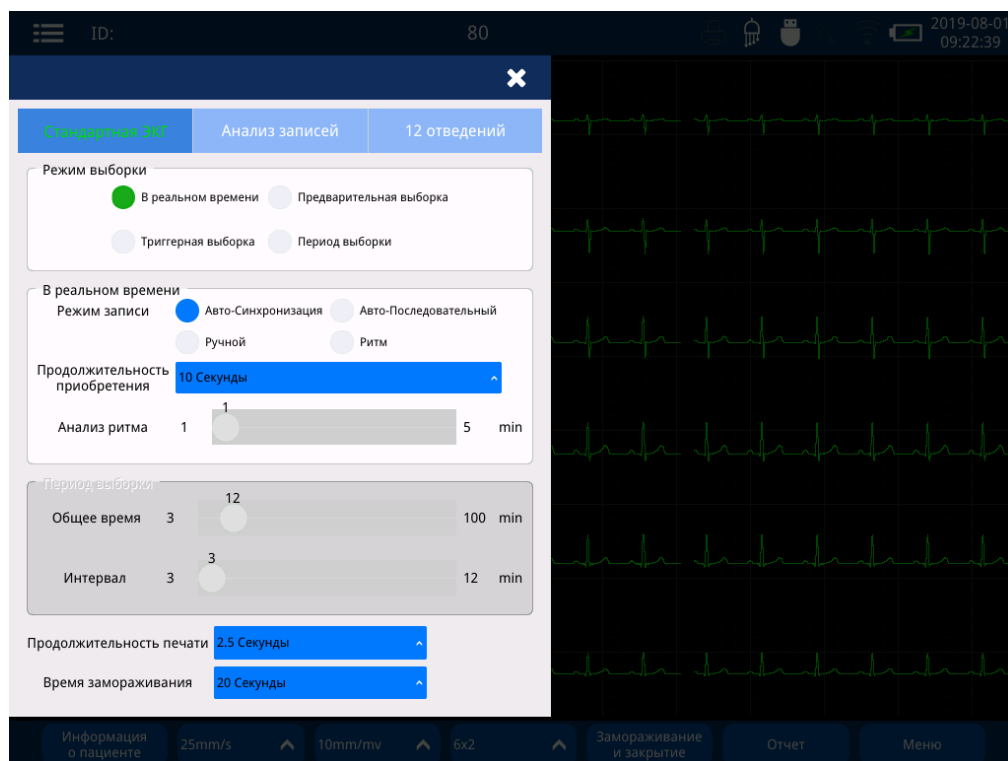 ID:
80
2019-08-01
09:22:39
Стандартная ЭКГ
Анализ записей
12 отведений
Режим выборки
В реальном времени
Предварительная выборка
Триггерная выборка
Период выборки
В реальном времени
Режим записи
Авто-Синхронизация
Авто-Последовательный
Ручной
Ритм
Продолжительность
приобретения
10 Секунды
1
Анализ ритма
1
5
min
Период выборки
12
Общее время
3
100
min
3
Интервал
3
12
min
Продолжительность печати
2.5 Секунды
Время замораживания
20 Секунды
Информация
о пациенте
25mm/s
10mm/mv
6x2
Замораживание
и закрытие
Отчет
Меню